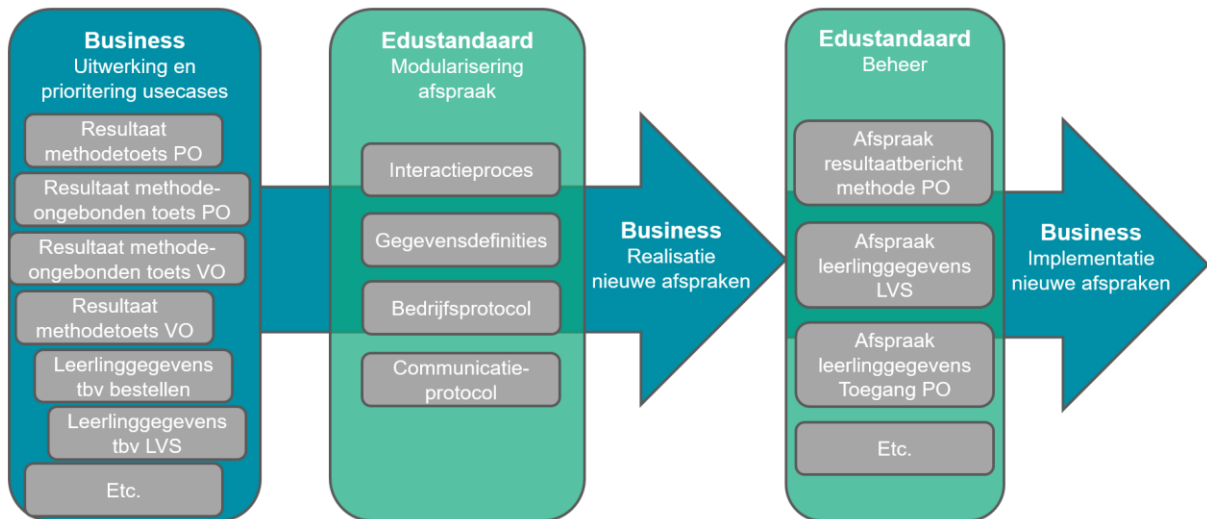 Business
Uitwerking en
prioritering usecases
Resultaat
methodetoets PO
Resultaat methode-
ongebonden toets PO
Resultaat methode-
ongebonden toets VO
Resultaat
methodetoets VO
Leerlinggegevens
tbv bestellen
Leerlinggegevens
tbv LVS
Etc.
Edustandaard
Modularisering
afspraak
Interactieproces
Gegevensdefinities
Bedrijfsprotocol
Communicatie-
protocol
Business
Realisatie
nieuwe afspraken
Edustandaard
Beheer
Afspraak
resultaatbericht
methode PO
Afspraak
leerlinggegevens
LVS
Afspraak
leerlinggegevens
Toegang PO
Etc.
Business
Implementatie
nieuwe afspraken